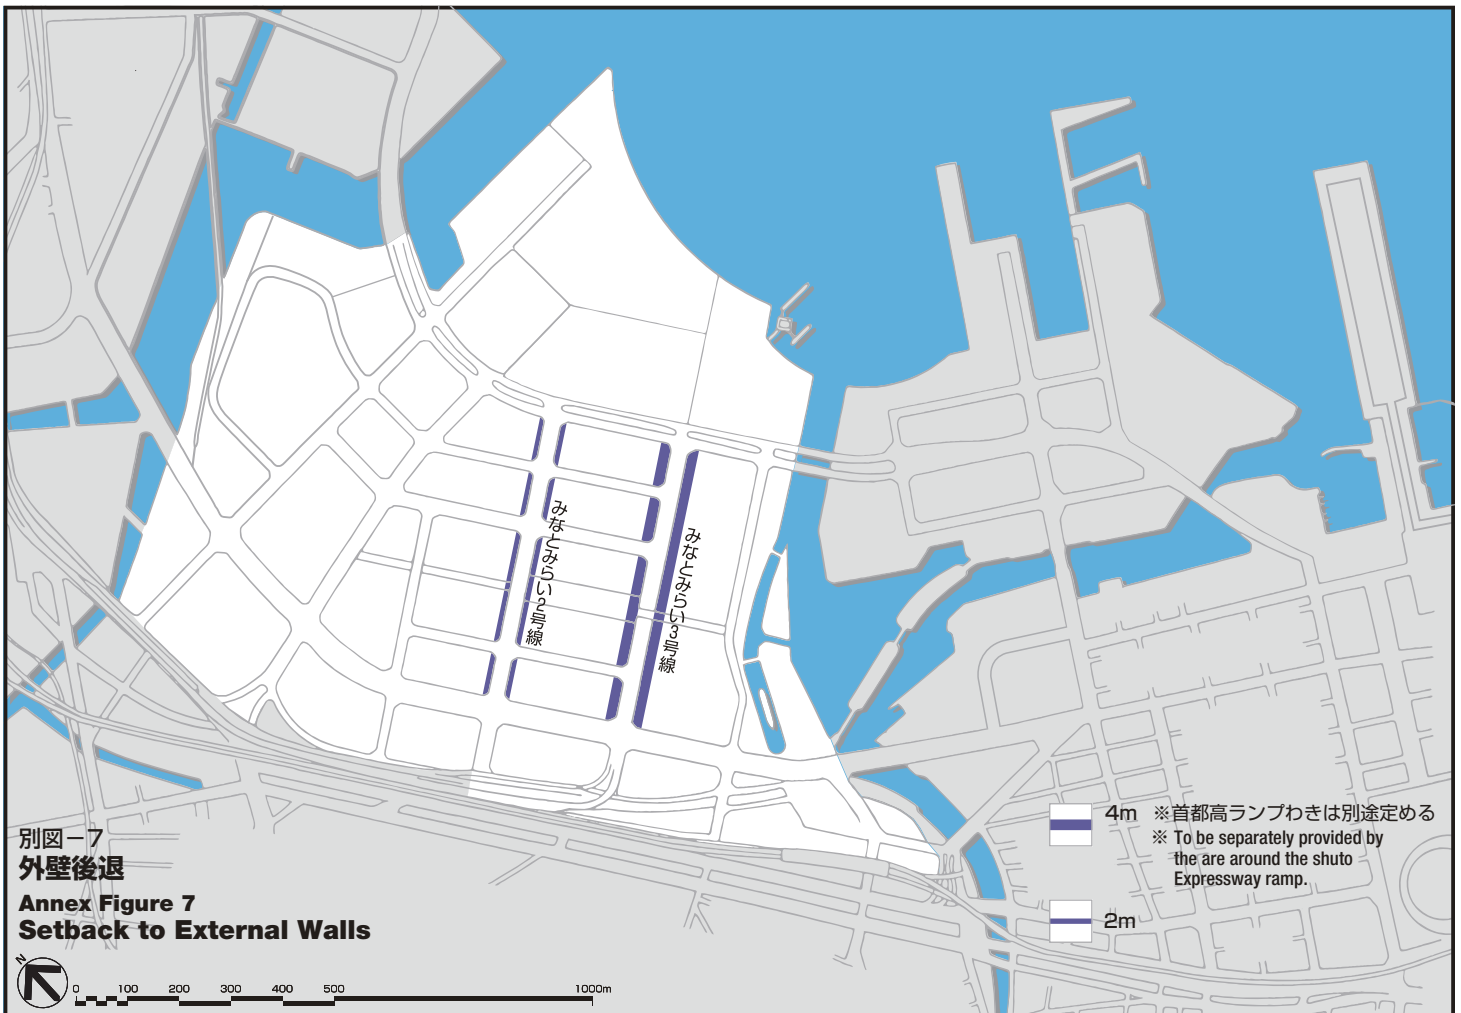 みなとみらい2号線
みなとみらい3号線
4m ※首都高ランプわきは別途定める
※ To be separately provided by
the are around the shuto
Expressway ramp.
2m
別図－7
外壁後退
Annex Figure 7
Setback to External Walls
N
0 100 200 300 400 500 1000m